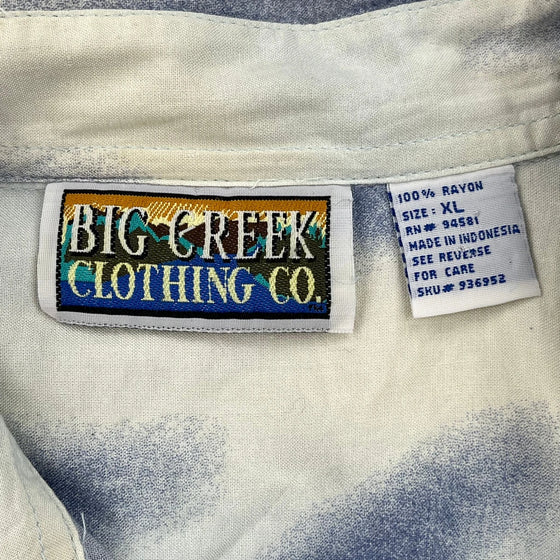 BIG CREEK
CLOTHING CO.
100% RAYON
SIZE: XL
RN# 94581
MADE IN INDONESIA
SEE REVERSE
FOR CARE
SKU# 936952